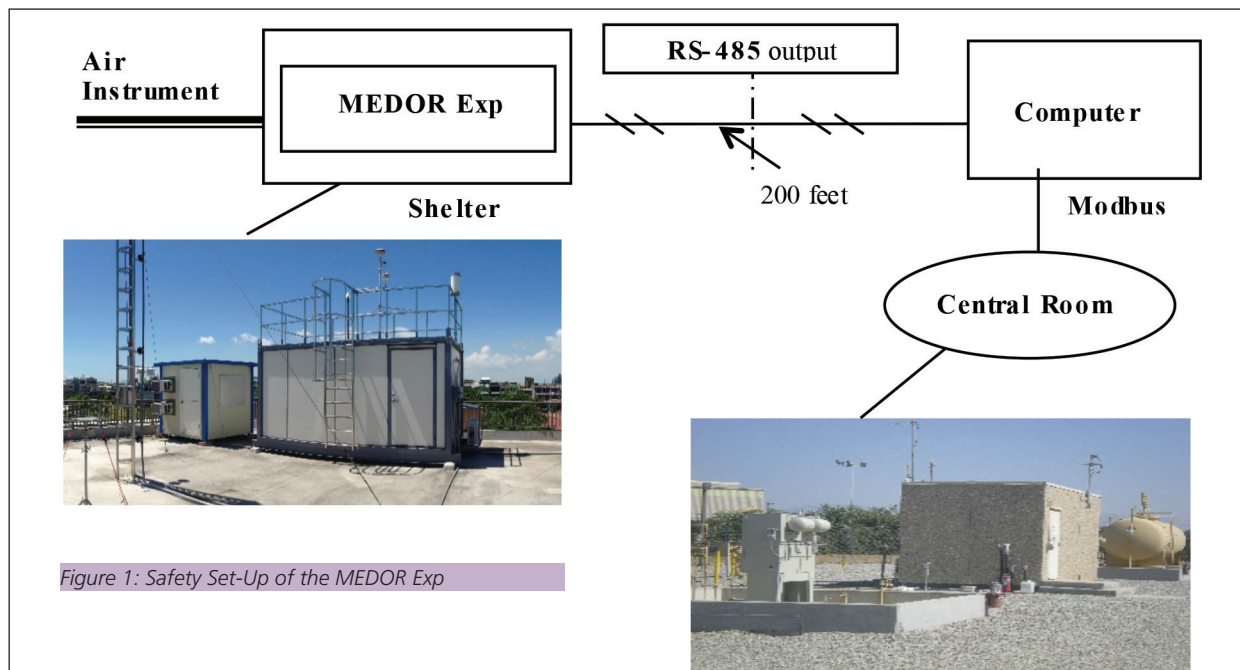 Air
Instrument
MEDOR Exp
Shelter
RS-485 output
200 feet
Computer
Modbus
Central Room
Figure 1: Safety Set-Up of the MEDOR Exp